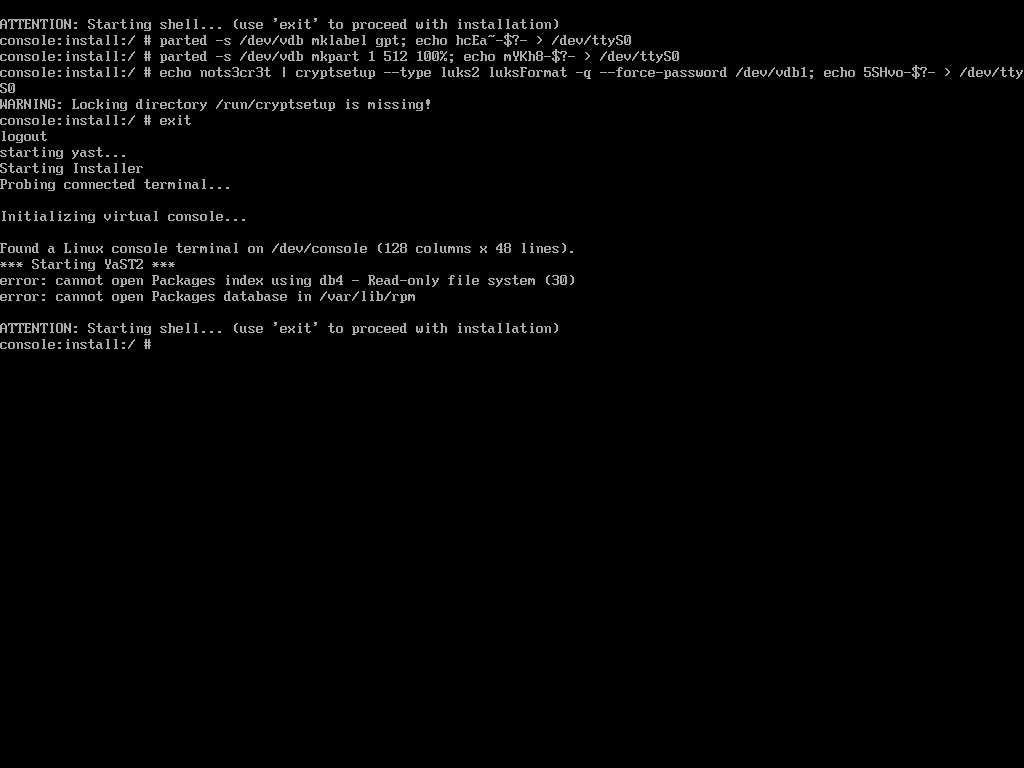 ATTENTION: Starting shell... (use 'exit' to proceed with installation)
console:install:/ # parted -s /dev/vdb mklabel gpt; echo hcEa~-$?- > /dev/ttyS0
console:install:/ # parted -s /dev/vdb mkpart 1 512 100%; echo mYKh8-$?- > /dev/ttyS0
console:install:/ # echo nots3cr3t | cryptsetup --type luks2 luksFormat -q --force-password /dev/vdb1; echo 5SHvo-$?- > /dev/tty
S0
WARNING: Locking directory /run/cryptsetup is missing!
console:install:/ # exit
logout
starting yast...
Starting Installer
Probing connected terminal...
Initializing virtual console...
Found a Linux console terminal on /dev/console (128 columns x 48 lines).
*** Starting YaST2 ***
error: cannot open Packages index using db4 - Read-only file system (30)
error: cannot open Packages database in /var/lib/rpm
ATTENTION: Starting shell... (use 'exit' to proceed with installation)
console:install:/ #